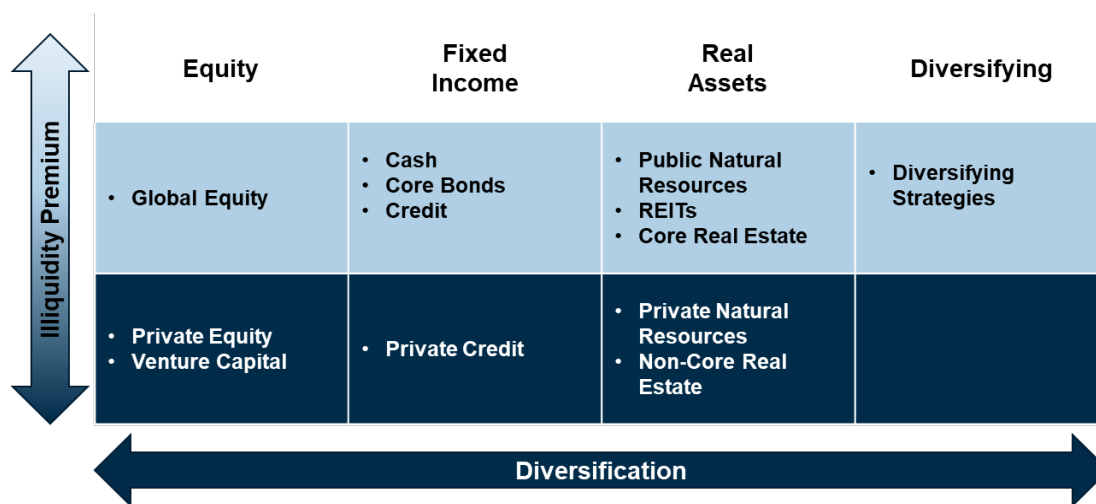 Equity
Fixed
Income
Real
Assets
Diversifying
Illiquidity Premium
• Global Equity
• Cash
• Core Bonds
• Credit
• Public Natural
Resources
• REITs
• Core Real Estate
• Diversifying
Strategies
• Private Equity
• Venture Capital
• Private Credit
• Private Natural
Resources
• Non-Core Real
Estate
Diversification